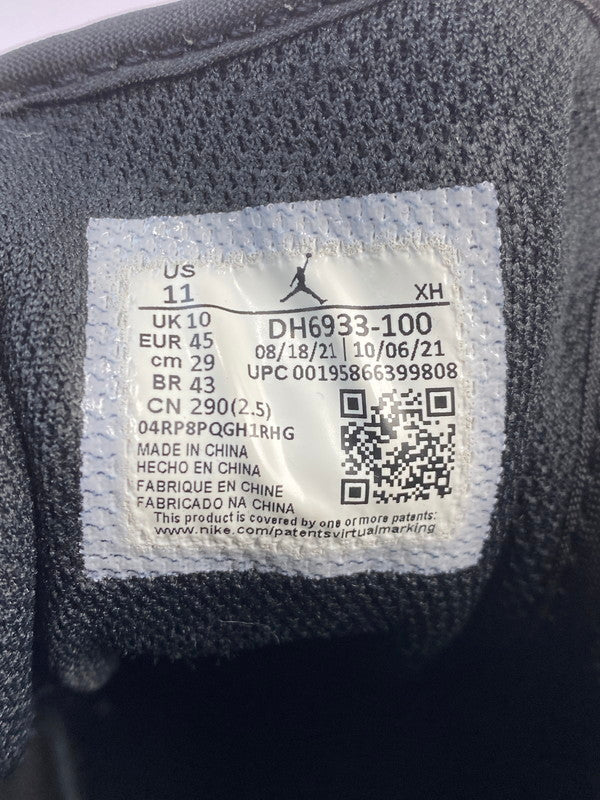 US
11
XH
UK 10
DH6933-100
EUR 45
08/18/21 | 10/06/21
cm 29
UPC 00195866399808
BR 43
CN 290(2.5)
04RP8PQGH1RHG
MADE IN CHINA
HECHO EN CHINA
FABRIQUE EN CHINE
FABRICADO NA CHINA
This product is covered by one or more patents:
www.nike.com/patentsvirtualmarking